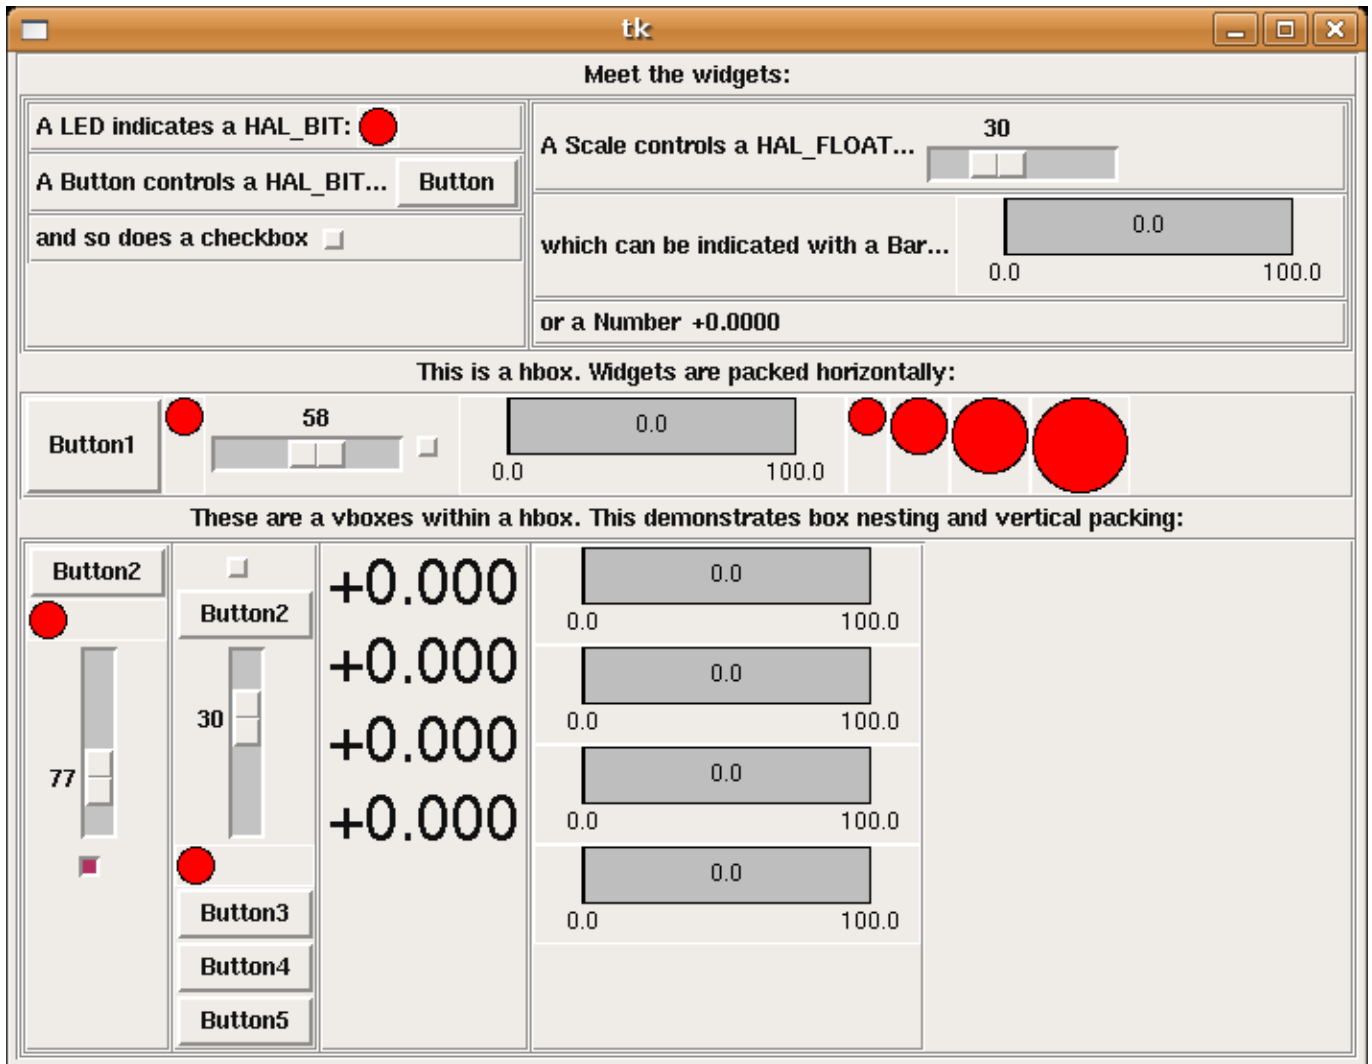 tk
Meet the widgets:
A LED indicates a HAL_BIT:
A Button controls a HAL_BIT... Button
and so does a checkbox
A Scale controls a HAL_FLOAT... 30
which can be indicated with a Bar... 0.0
0.0 100.0
or a Number +0.0000
This is a hbox. Widgets are packed horizontally:
Button1 58 0.0
0.0 100.0
These are a vboxes within a hbox. This demonstrates box nesting and vertical packing:
Button2
77
Button2
30
Button3
Button4
Button5
+0.000
+0.000
+0.000
+0.000
0.0
0.0 100.0
0.0
0.0 100.0
0.0
0.0 100.0
0.0
0.0 100.0